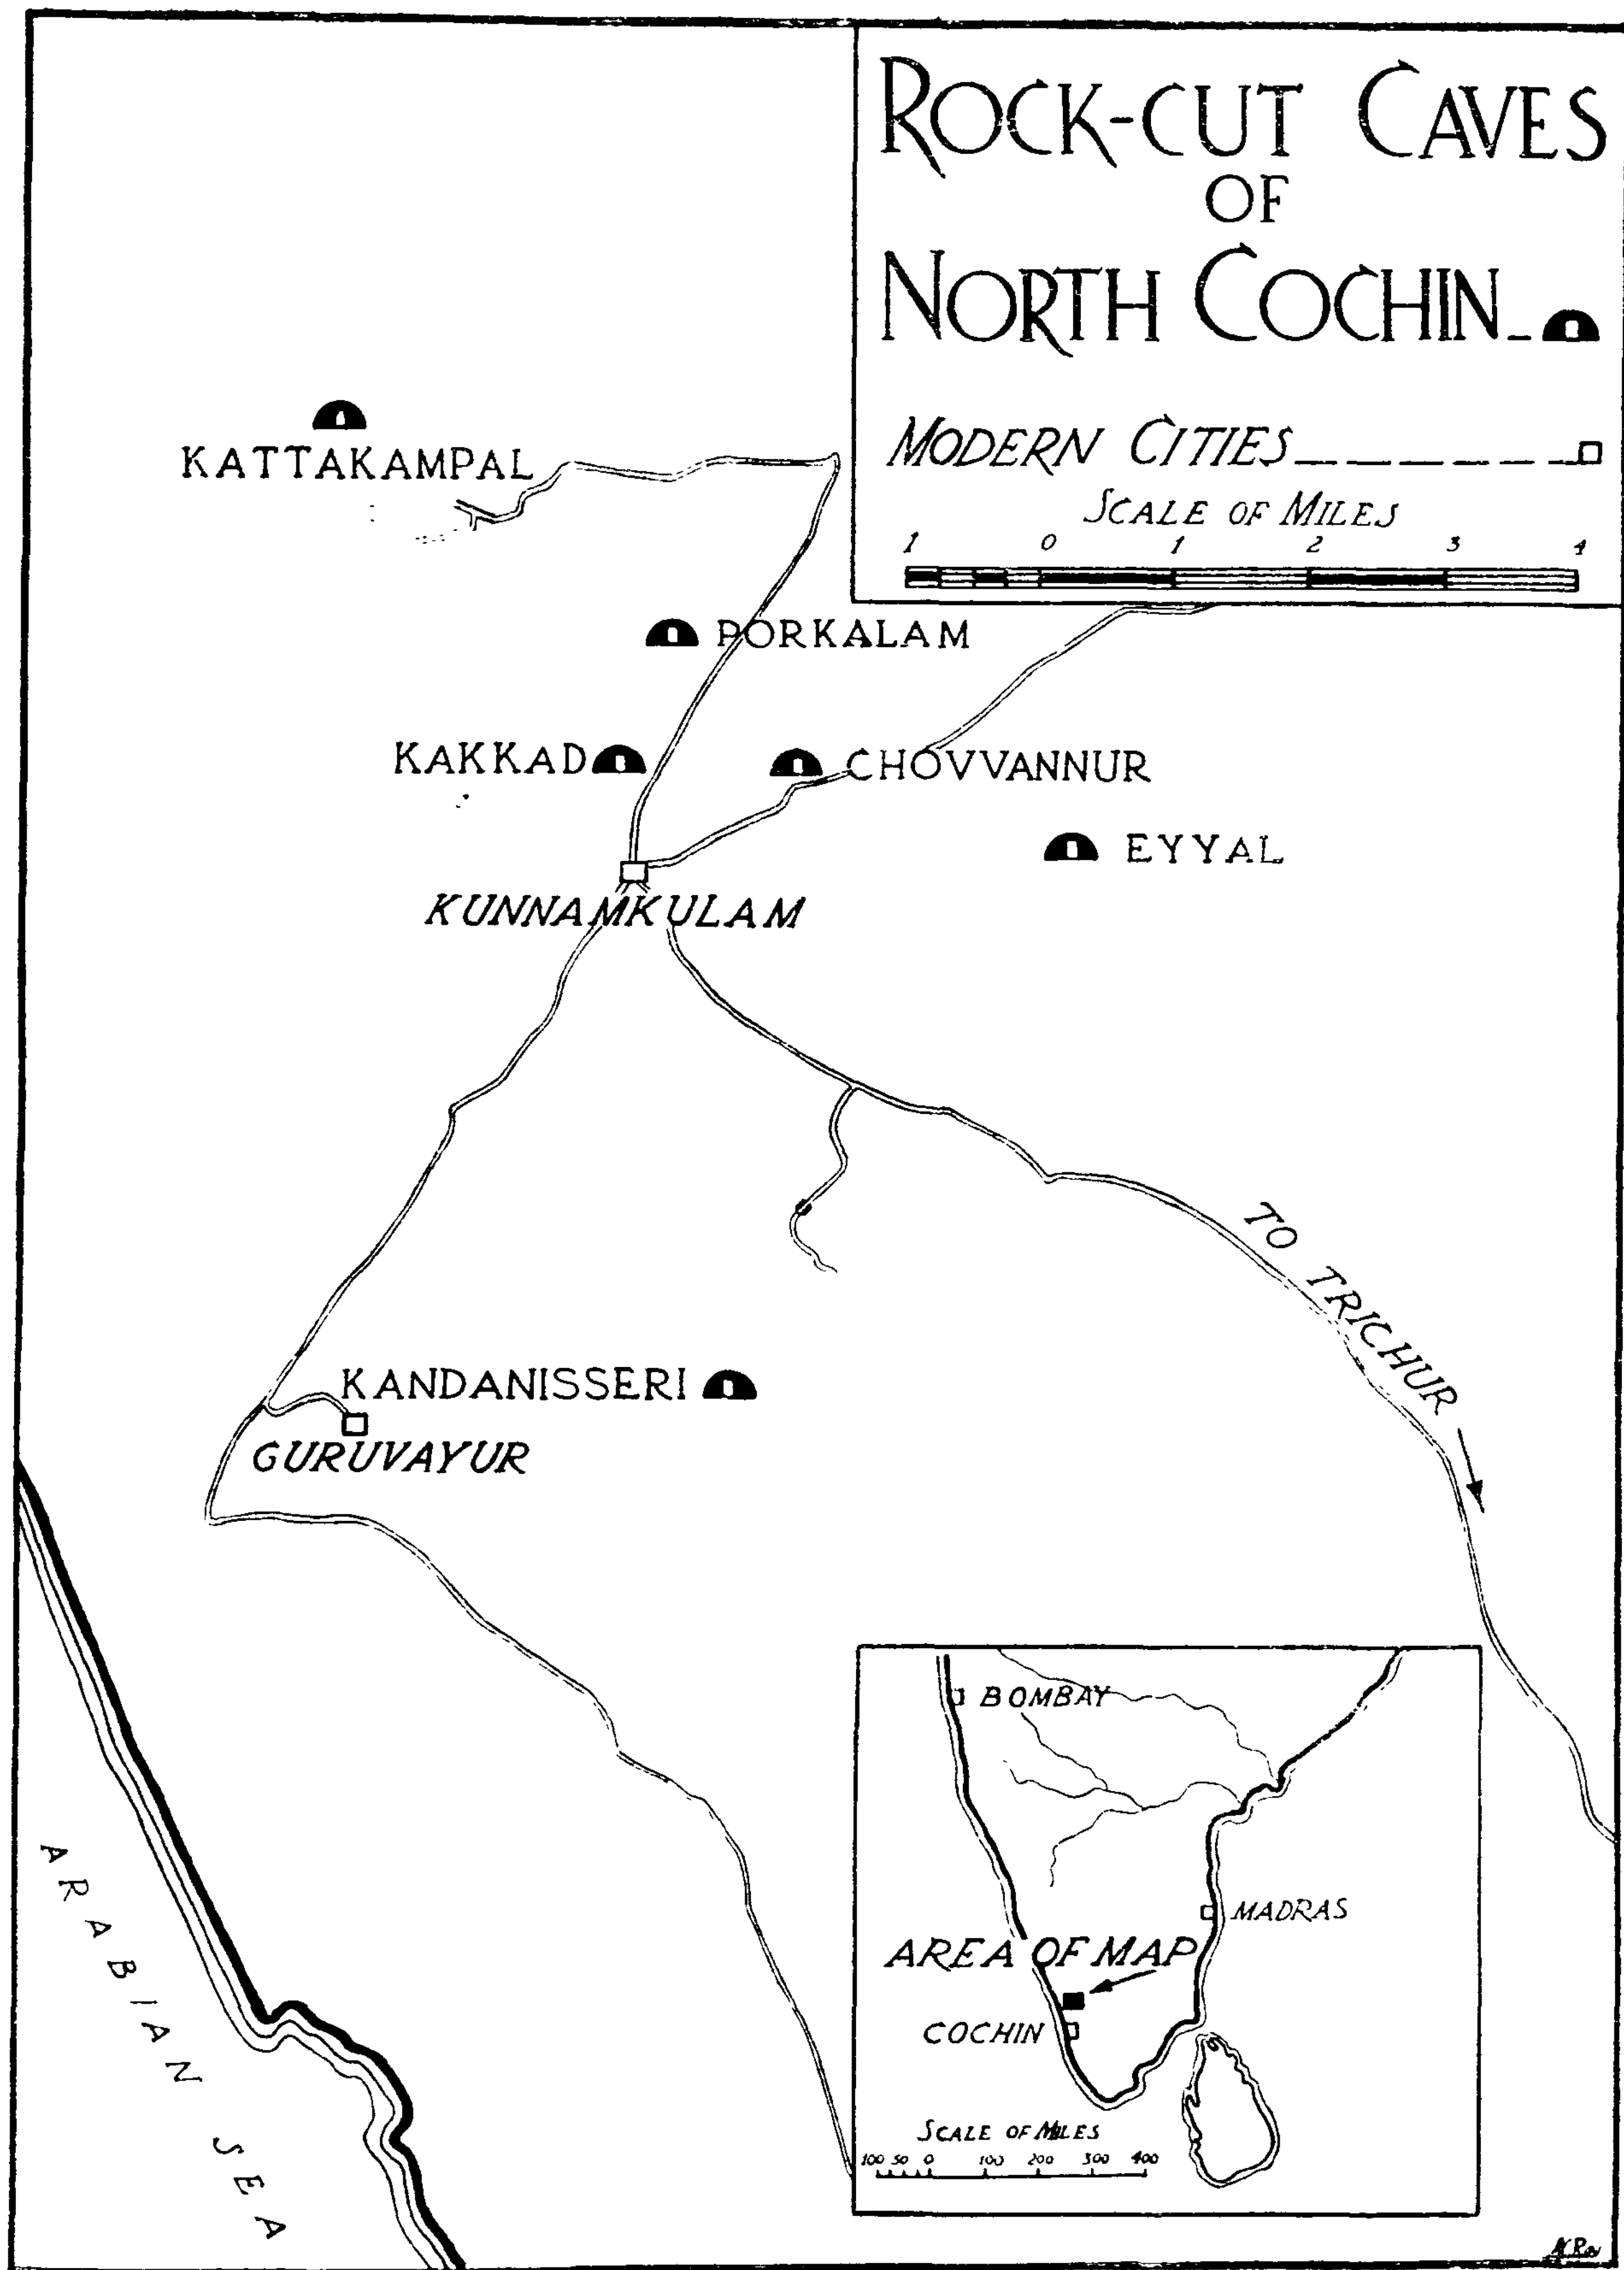 ROCK-CUT CAVES
OF
NORTH COCHIN
MODERN CITIES
SCALE OF MILES
1 0 1 2 3 4
KATTAKAMPAL
PORKALAM
KAKKAD
CHOVVANNUR
EYYAL
KUNNAMKULAM
TO TRICHUR
KANDANISSERI
GURUVAYUR
ARABIAN SEA
BOMBAY
MADRAS
AREA OF MAP
COCHIN
SCALE OF MILES
100 50 0 100 200 300 400